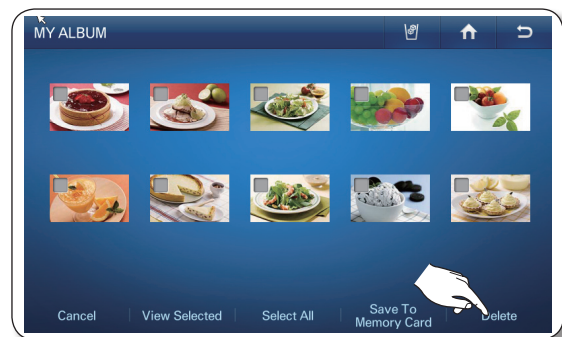 MY ALBUM
Cancel
View Selected
Select All
Save To
Memory Card
Delete